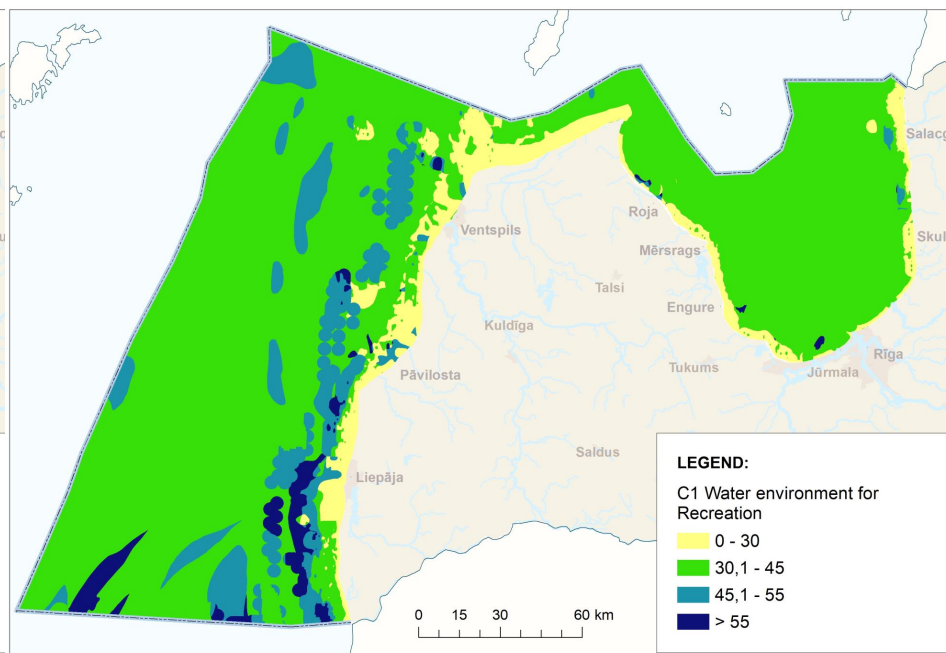 Salacg
Ventspils
Roja
Skul
Mērsrags
Talsi
Engure
Kuldīga
Rīga
Tukums
Jūrmala
Pāvilosta
Saldus
Liepāja
LEGEND:
C1 Water environment for
Recreation
0 - 30
30,1 - 45
45,1 - 55
> 55
0 15 30 60 km